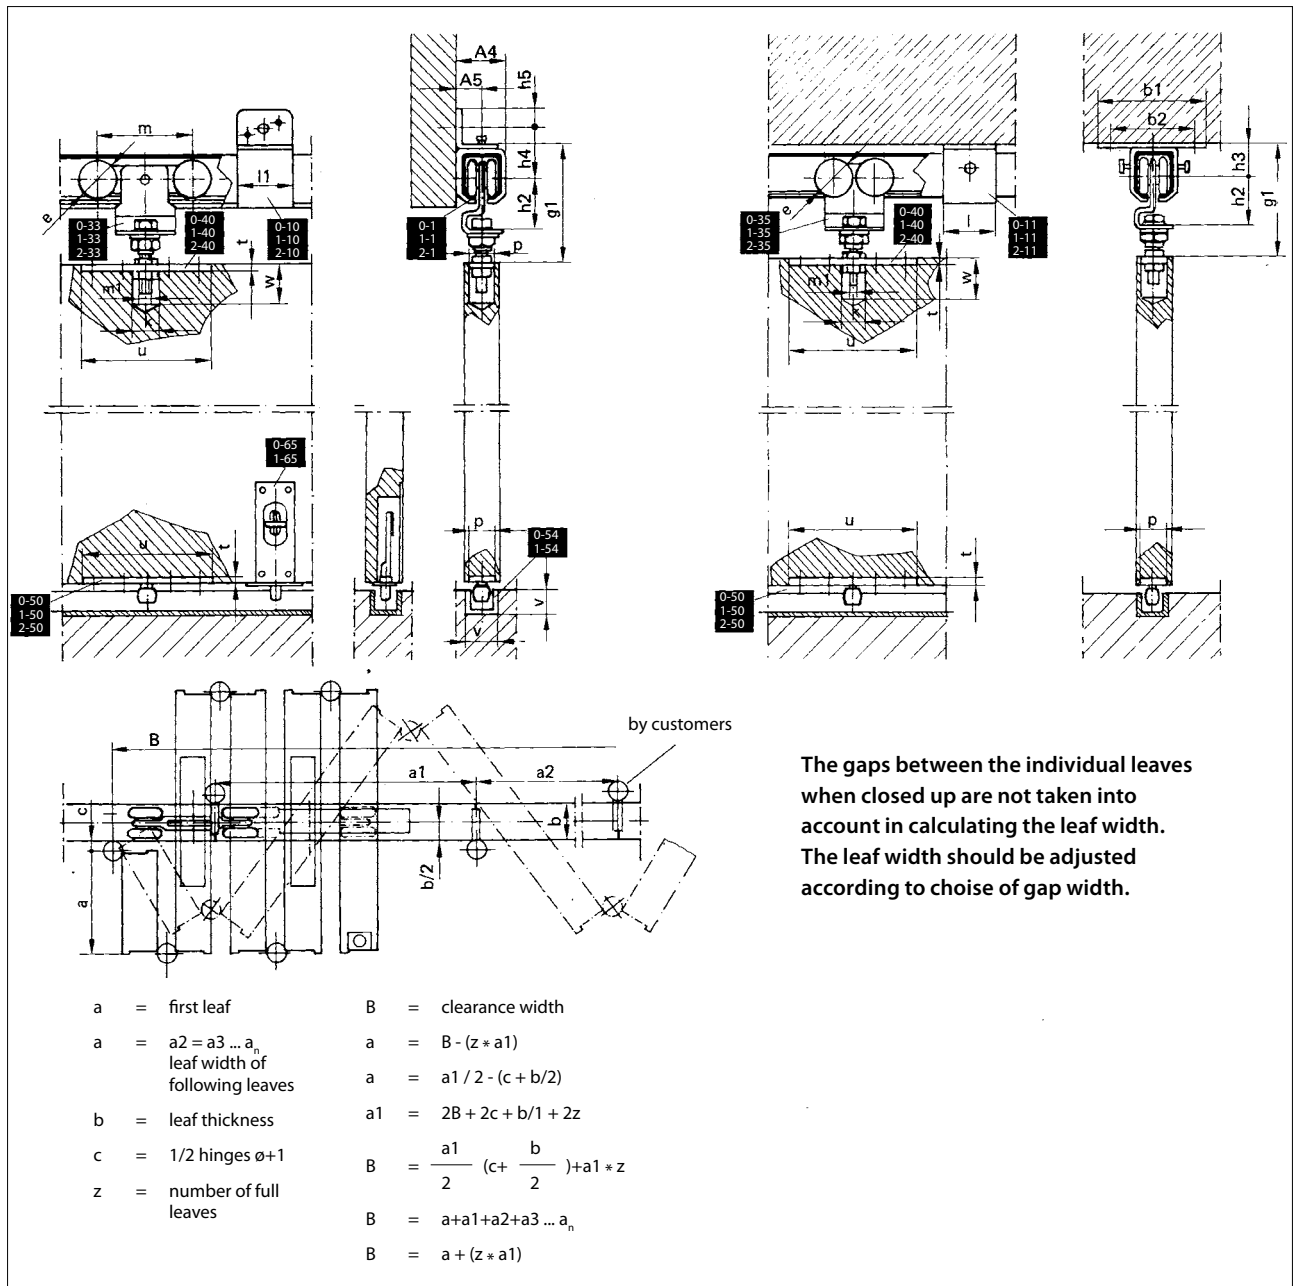 m
l1
e
0-33
1-33
2-33
0-40
1-40
2-40
0-10
1-10
2-10
t
m1
w
k
u
A4
A5
h5
h4
h2
g1
0-1
1-1
2-1
p
0-35
1-35
2-35
e
0-40
1-40
2-40
l
0-11
1-11
2-11
w
t
k
u
b1
b2
h3
h2
g1
0-65
1-65
u
t
0-50
1-50
2-50
p
0-54
1-54
v
v
u
t
0-50
1-50
2-50
p
by customers
B
a1
a2
c
b
b/2
a
The gaps between the individual leaves
when closed up are not taken into
account in calculating the leaf width.
The leaf width should be adjusted
according to choise of gap width.
a = first leaf
a = a2 = a3 ... an
leaf width of
following leaves
b = leaf thickness
c = 1/2 hinges ø+1
z = number of full
leaves
B = clearance width
a = B - (z * a1)
a = a1 / 2 - (c + b/2)
a1 = 2B + 2c + b/1 + 2z
a1 b
B = (c+ )+a1 * z
2 2
B = a+a1+a2+a3 ... an
B = a + (z * a1)